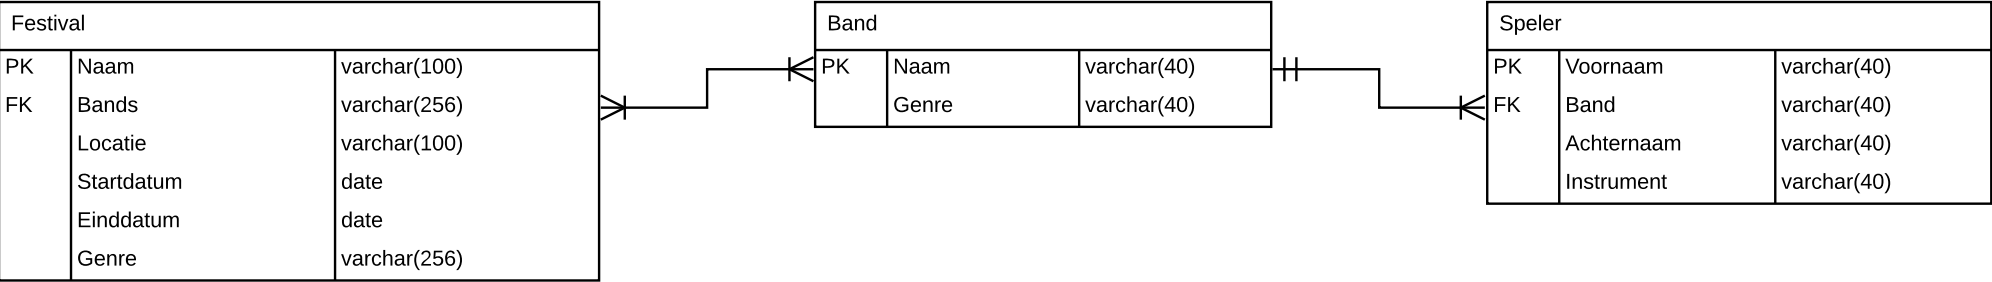 Festival
PK Naam varchar(100)
FK Bands varchar(256)
Locatie varchar(100)
Startdatum date
Einddatum date
Genre varchar(256)
Band
PK Naam varchar(40)
Genre varchar(40)
Speler
PK Voornaam varchar(40)
FK Band varchar(40)
Achternaam varchar(40)
Instrument varchar(40)